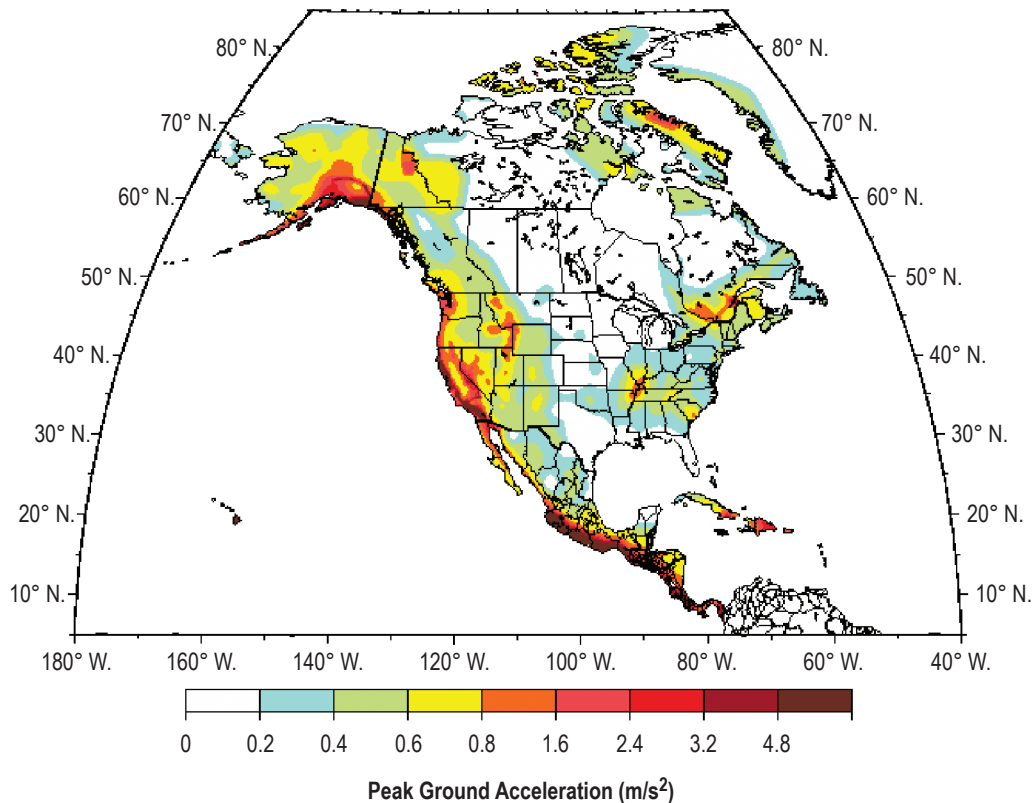 80° N.
80° N.
70° N.
70° N.
60° N.
60° N.
50° N.
50° N.
40° N.
40° N.
30° N.
30° N.
20° N.
20° N.
10° N.
10° N.
180° W. 160° W. 140° W. 120° W. 100° W. 80° W. 60° W. 40° W.
0 0.2 0.4 0.6 0.8 1.6 2.4 3.2 4.8
Peak Ground Acceleration (m/s²)